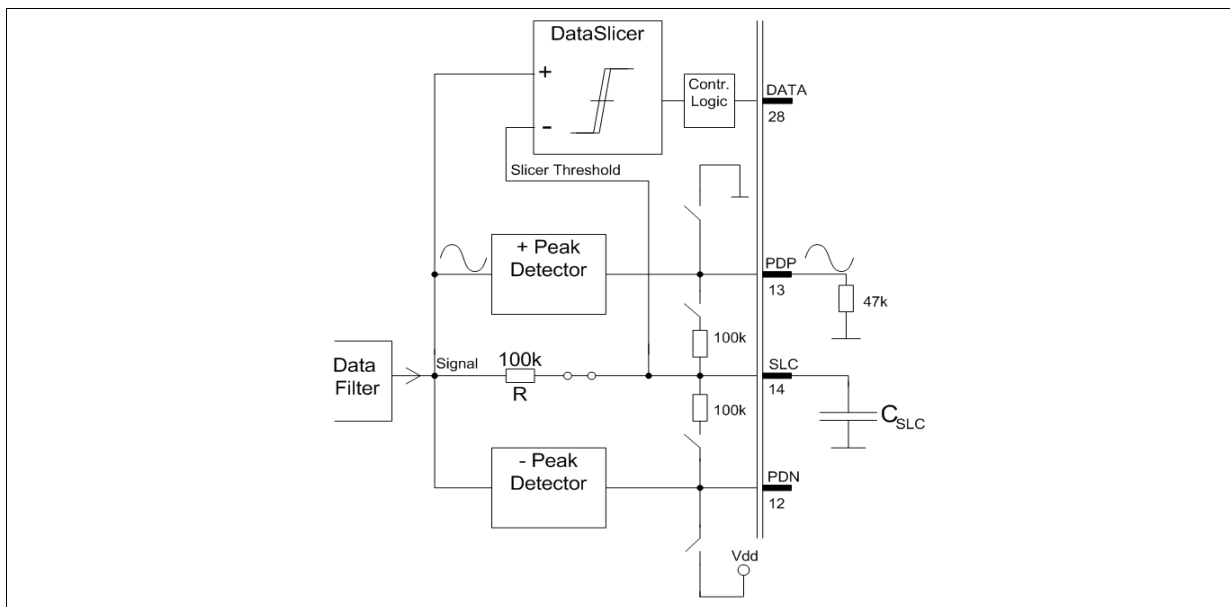 DataSlicer
+
-
Contr.
Logic
DATA
28
Slicer Threshold
+ Peak
Detector
PDP
13
47k
100k
Data
Filter
Signal
100k
R
SLC
14
100k
CSLC
- Peak
Detector
PDN
12
Vdd